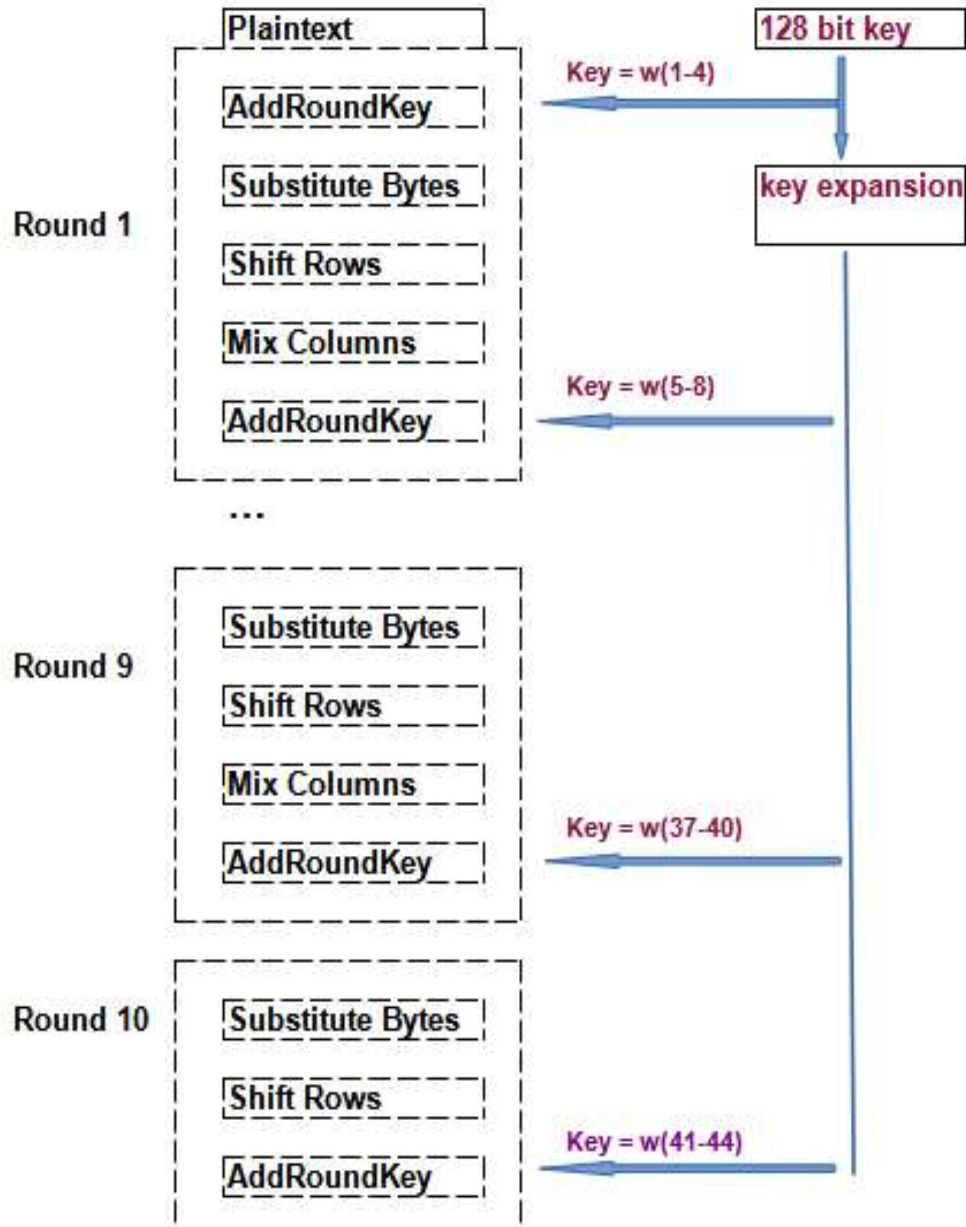 Plaintext
128 bit key
Key = w(1-4)
AddRoundKey
Substitute Bytes
key expansion
Round 1
Shift Rows
Mix Columns
Key = w(5-8)
AddRoundKey
...
Substitute Bytes
Round 9
Shift Rows
Mix Columns
Key = w(37-40)
AddRoundKey
Round 10
Substitute Bytes
Shift Rows
Key = w(41-44)
AddRoundKey